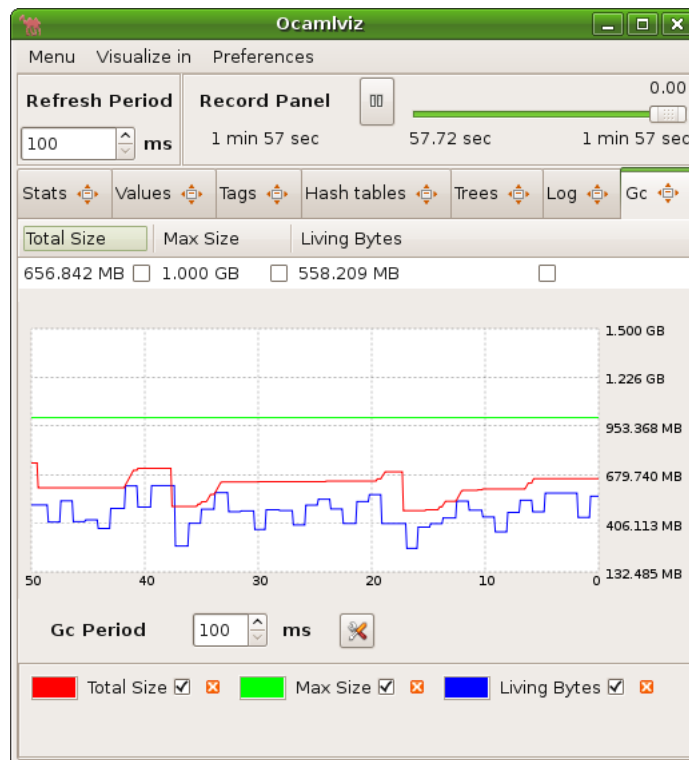 Ocamlviz
Menu Visualize in Preferences
Refresh Period Record Panel 0.00
100 ms 1 min 57 sec 57.72 sec 1 min 57 sec
Stats Values Tags Hash tables Trees Log Gc
Total Size Max Size Living Bytes
656.842 MB 1.000 GB 558.209 MB
1.500 GB
1.226 GB
953.368 MB
679.740 MB
406.113 MB
132.485 MB
50 40 30 20 10 0
Gc Period 100 ms
Total Size Max Size Living Bytes